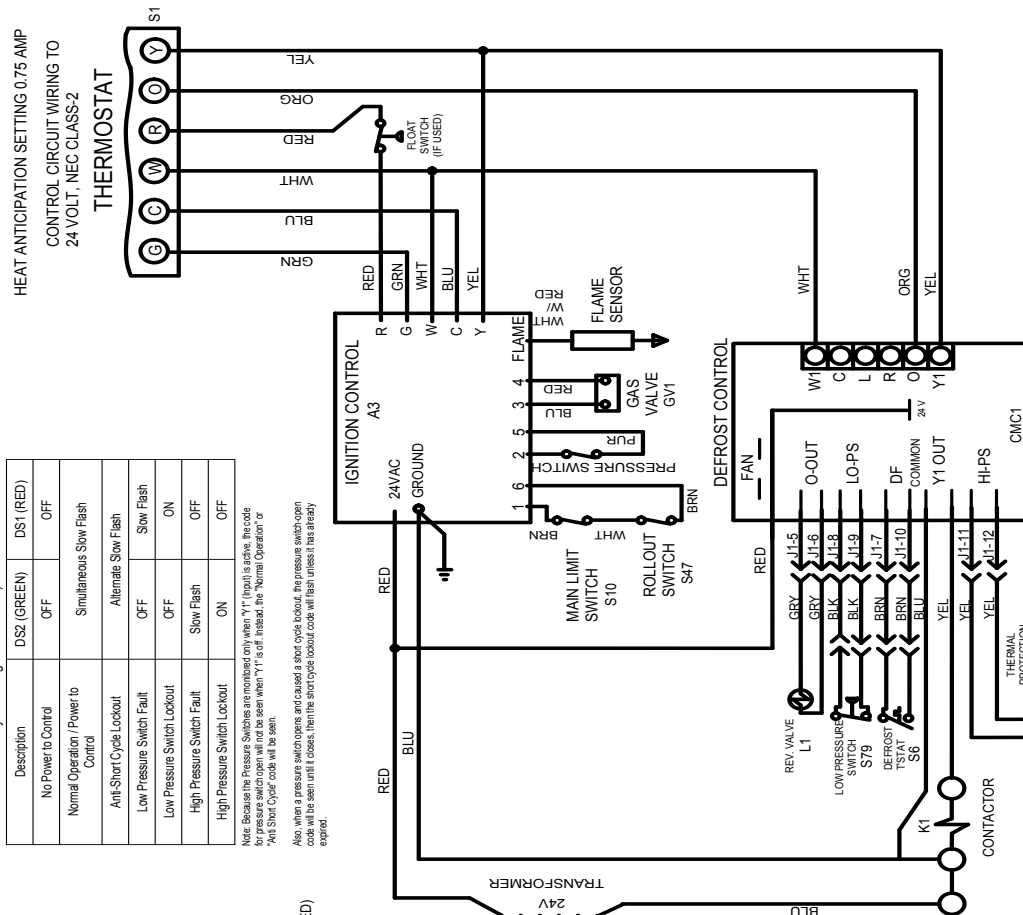 HEAT ANTICIPATION SETTING 0.75 AMP
CONTROL CIRCUIT WIRING TO
24 VOLT, NEC CLASS-2
THERMOSTAT
S1
G
C
W
R
O
Y
GRN
BLU
WHT
RED
ORG
YEL
FLOAT
SWITCH
(IF USED)
Description
DS2 (GREEN)
DS1 (RED)
No Power to Control
OFF
OFF
Normal Operation / Power to
Control
Simultaneous Slow Flash
Anti-Short Cycle Lockout
Alternate Slow Flash
Low Pressure Switch Fault
OFF
Slow Flash
Low Pressure Switch Lockout
OFF
ON
High Pressure Switch Fault
Slow Flash
OFF
High Pressure Switch Lockout
ON
OFF
Note: Because the Pressure Switches are monitored only when "Y1" (Input) is active, the code
for pressure switch open will not be seen when "Y1" is off. Instead, the "Normal Operation" or
"Anti Short Cycle" code will be seen.
Also, when a pressure switch opens and caused a short cycle lockout, the pressure switch-open
code will be seen until it closes, then the short cycle lockout code will flash unless it has already
expired.
IGNITION CONTROL
A3
24VAC
GROUND
R
G
W
C
Y
RED
GRN
WHT
BLU
YEL
FLAME
WHT
W/
RED
FLAME
SENSOR
4
3
RED
BLU
GAS
VALVE
GV1
5
2
PUR
PRESSURE SWITCH
6
1
BRN
BRN
WHT
MAIN LIMIT
SWITCH
S10
ROLLOUT
SWITCH
S47
RED
BLU
RED
RED
DEFROST CONTROL
FAN
W1
C
L
R
O
Y1
WHT
ORG
YEL
24 V
CMC1
O-OUT
LO-PS
DF
COMMON
Y1 OUT
HI-PS
J1-5
J1-6
J1-8
J1-9
J1-7
J1-10
J1-11
J1-12
GRY
GRY
BLK
BLK
BRN
BRN
BLU
YEL
YEL
YEL
REV. VALVE
L1
LOW PRESSURE
SWITCH
S79
DEFROST
T'STAT
S6
THERMAL
PROTECTION
K1
CONTACTOR
TRANSFORMER
24V
BLU
ED)